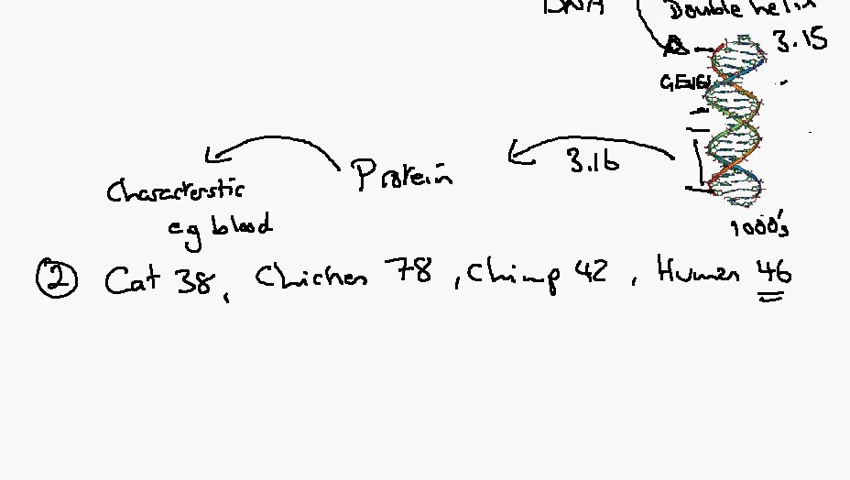 DNA
Double helix
3.15
GENE
3.16
Protein
Characterstic
eg blood
1000's
② Cat 38, Chicken 78, Chimp 42, Human 46